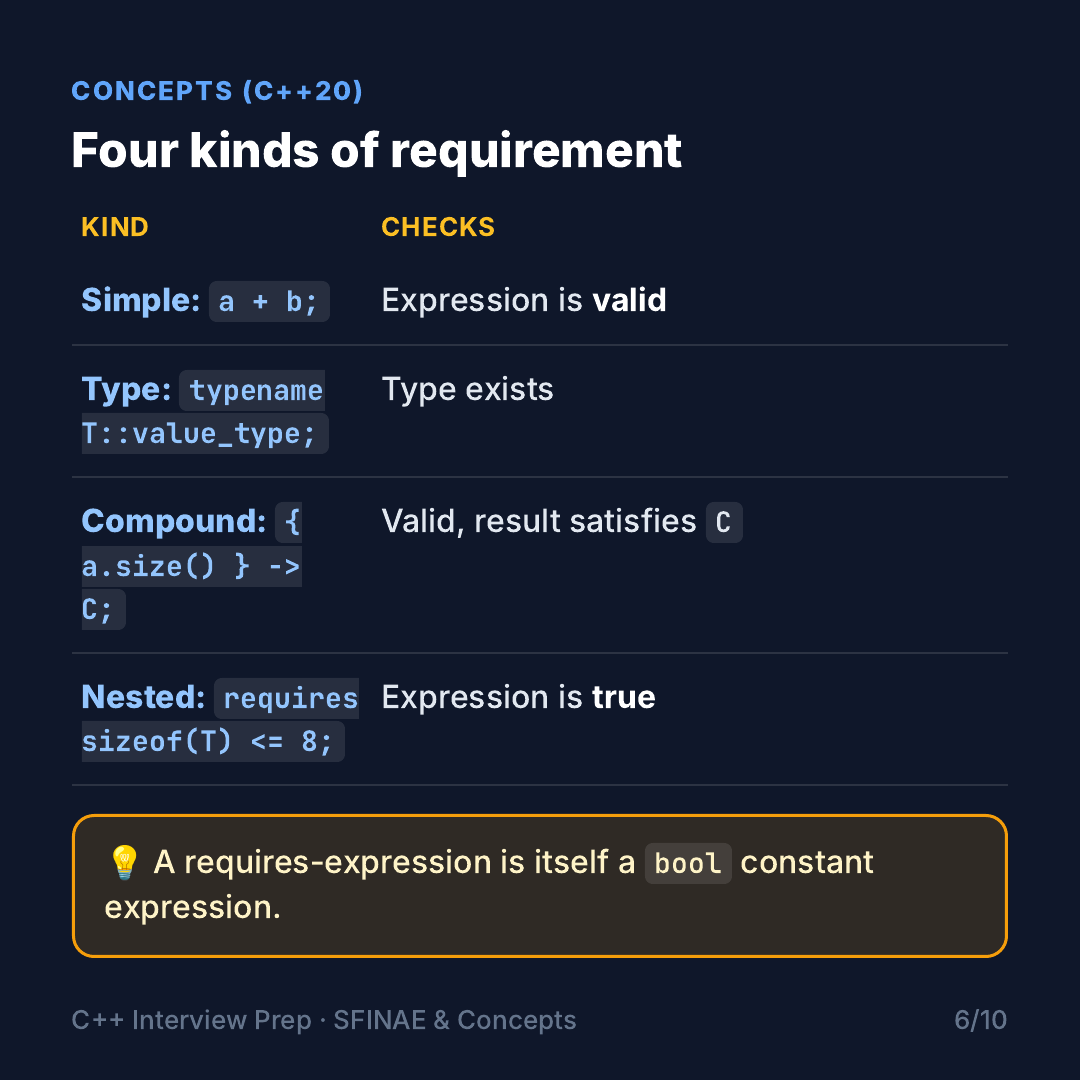 CONCEPTS (C++20)
Four kinds of requirement
KIND CHECKS
Simple: a + b; Expression is valid
Type: typename Type exists
T::value_type;
Compound: { Valid, result satisfies C
a.size() } ->
C;
Nested: requires Expression is true
sizeof(T) <= 8;
💡 A requires-expression is itself a bool constant
expression.
C++ Interview Prep · SFINAE & Concepts 6/10